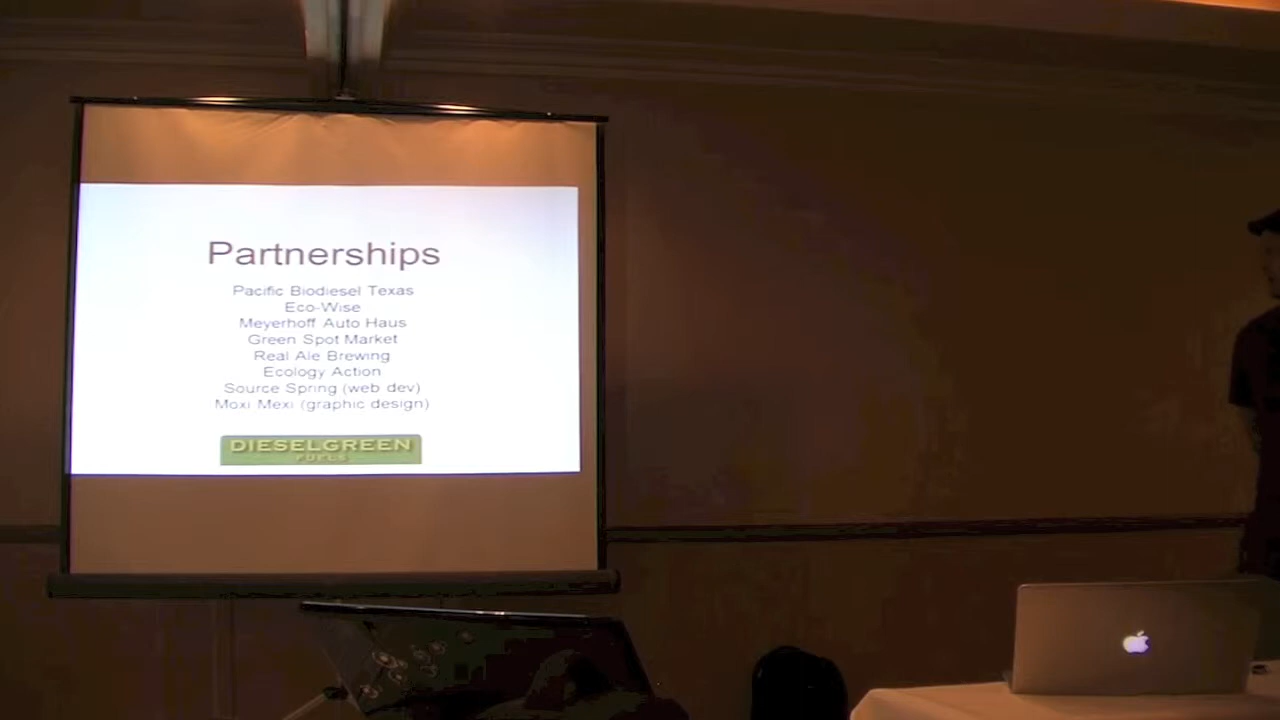 Partnerships
Pacific Biodiesel Texas
Eco-Wise
Meyerhoff Auto Haus
Green Spot Market
Real Ale Brewing
Ecology Action
Source Spring (web dev)
Moxi Mexi (graphic design)
DIESELGREEN
FUELS